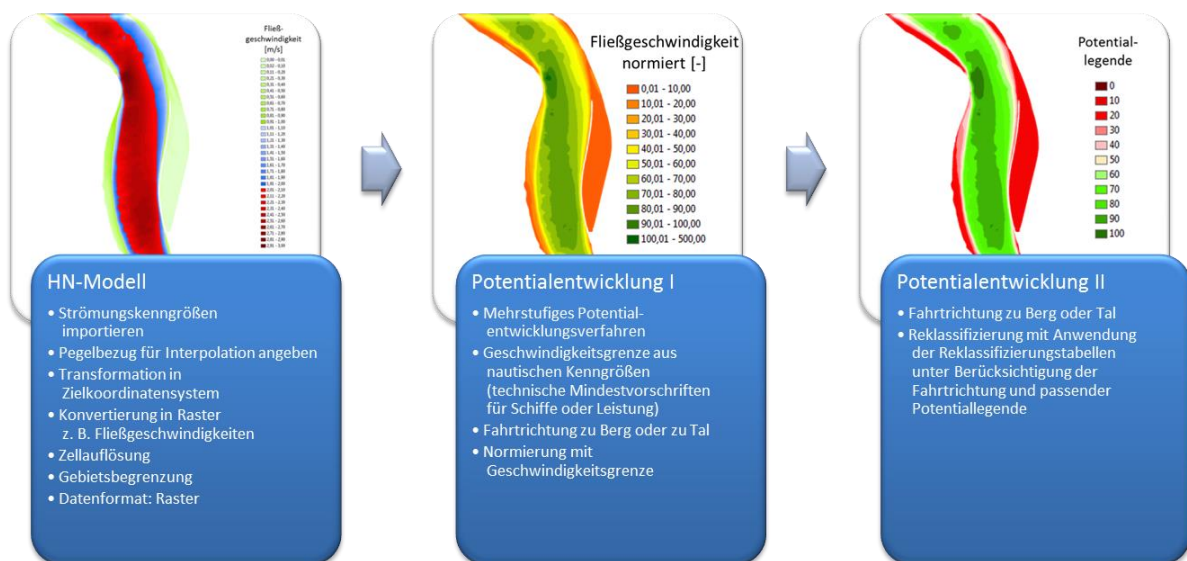 Fließ-
geschwindigkeit
[m/s]
HN-Modell
• Strömungskenngrößen
importieren
• Pegelbezug für Interpolation angeben
• Transformation in
Zielkoordinatensystem
• Konvertierung in Raster
z. B. Fließgeschwindigkeiten
• Zellauflösung
• Gebietsbegrenzung
• Datenformat: Raster
Fließgeschwindigkeit
normiert [-]
0,01 - 10,00
10,01 - 20,00
20,01 - 30,00
30,01 - 40,00
40,01 - 50,00
50,01 - 60,00
60,01 - 70,00
70,01 - 80,00
80,01 - 90,00
90,01 - 100,00
100,01 - 500,00
Potentialentwicklung I
• Mehrstufiges Potential-
entwicklungsverfahren
• Geschwindigkeitsgrenze aus
nautischen Kenngrößen
(technische Mindestvorschriften
für Schiffe oder Leistung)
• Fahrtrichtung zu Berg oder zu Tal
• Normierung mit
Geschwindigkeitsgrenze
Potential-
legende
0
10
20
30
40
50
60
70
80
90
100
Potentialentwicklung II
• Fahrtrichtung zu Berg oder Tal
• Reklassifizierung mit Anwendung
der Reklassifizierungstabellen
unter Berücksichtigung der
Fahrtrichtung und passender
Potentiallegende